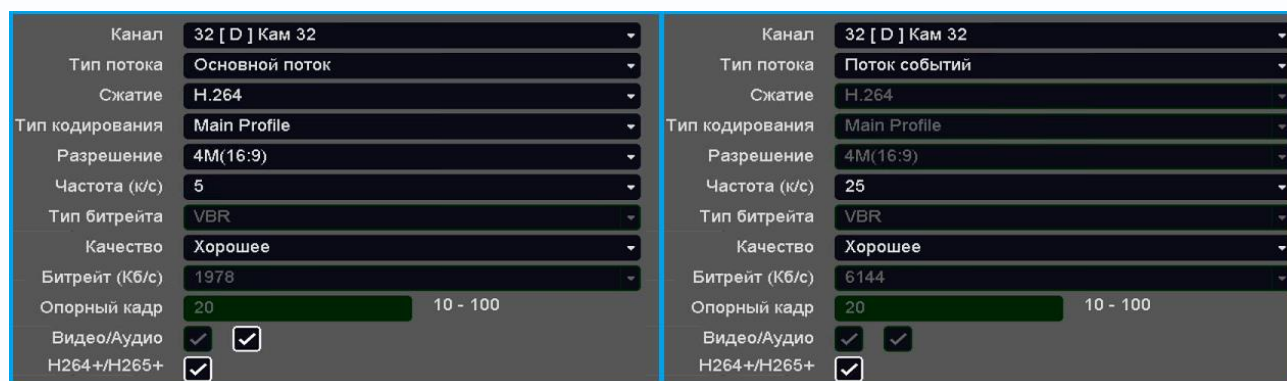 Канал 32 [ D ] Кам 32
Тип потока Основной поток
Сжатие H.264
Тип кодирования Main Profile
Разрешение 4M(16:9)
Частота (к/с) 5
Тип битрейта VBR
Качество Хорошее
Битрейт (Кб/с) 1978
Опорный кадр 20 10 - 100
Видео/Аудио
H264+/H265+
Канал 32 [ D ] Кам 32
Тип потока Поток событий
Сжатие H.264
Тип кодирования Main Profile
Разрешение 4M(16:9)
Частота (к/с) 25
Тип битрейта VBR
Качество Хорошее
Битрейт (Кб/с) 6144
Опорный кадр 20 10 - 100
Видео/Аудио
H264+/H265+